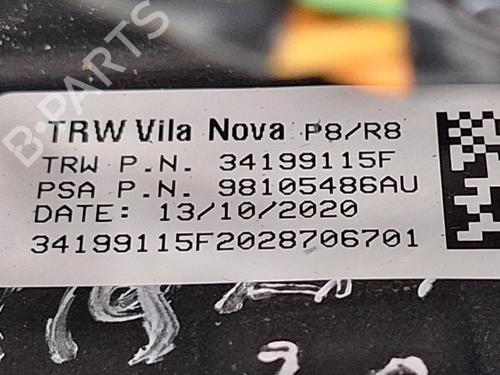 TRW Vila Nova P8/R8
TRW P.N. 34199115F
PSA P.N. 98105486AU
DATE: 13/10/2020
34199115F2028706701
B-PARTS